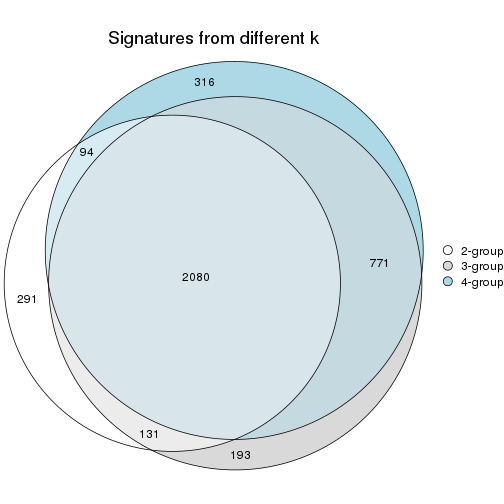 Signatures from different k
316
94
771
2-group
3-group
4-group
2080
291
131
193